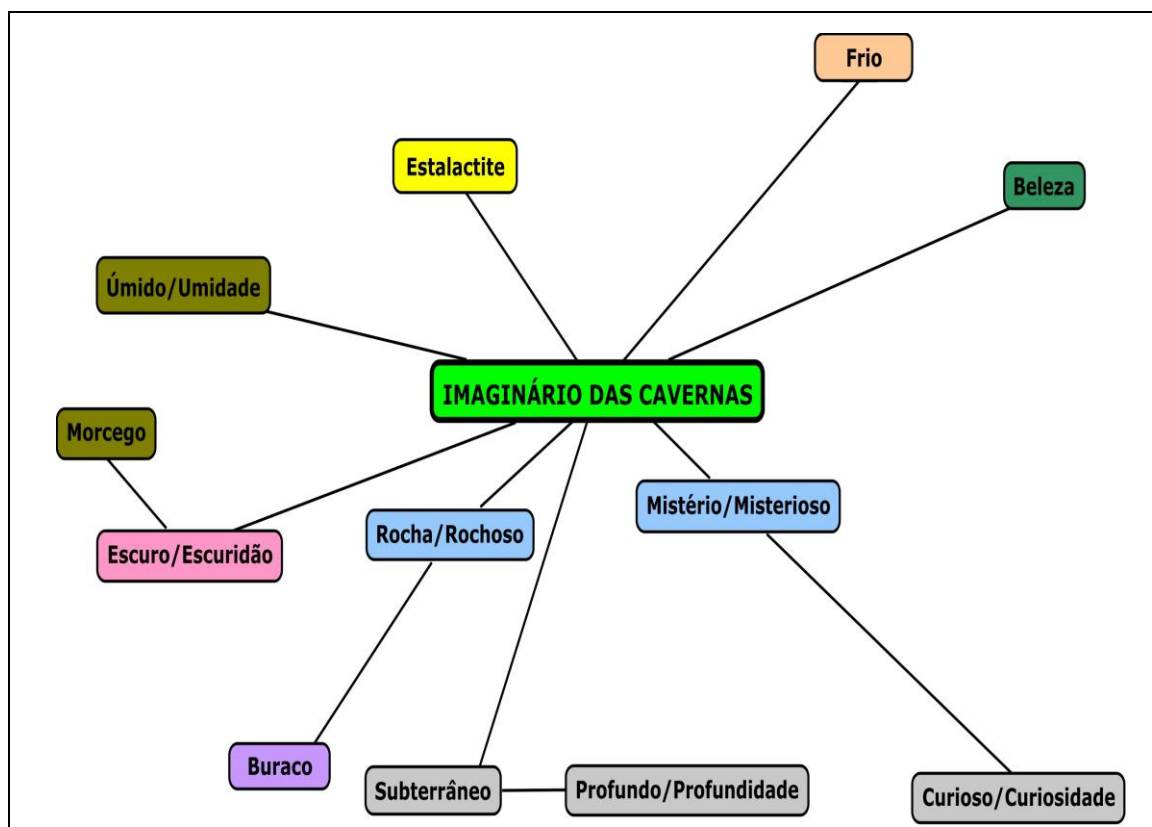 Frio
Estalactite
Beleza
Úmido/Umidade
IMAGINÁRIO DAS CAVERNAS
Morcego
Mistério/Misterioso
Rocha/Rochoso
Escuro/Escuridão
Buraco
Subterrâneo
Profundo/Profundidade
Curioso/Curiosidade